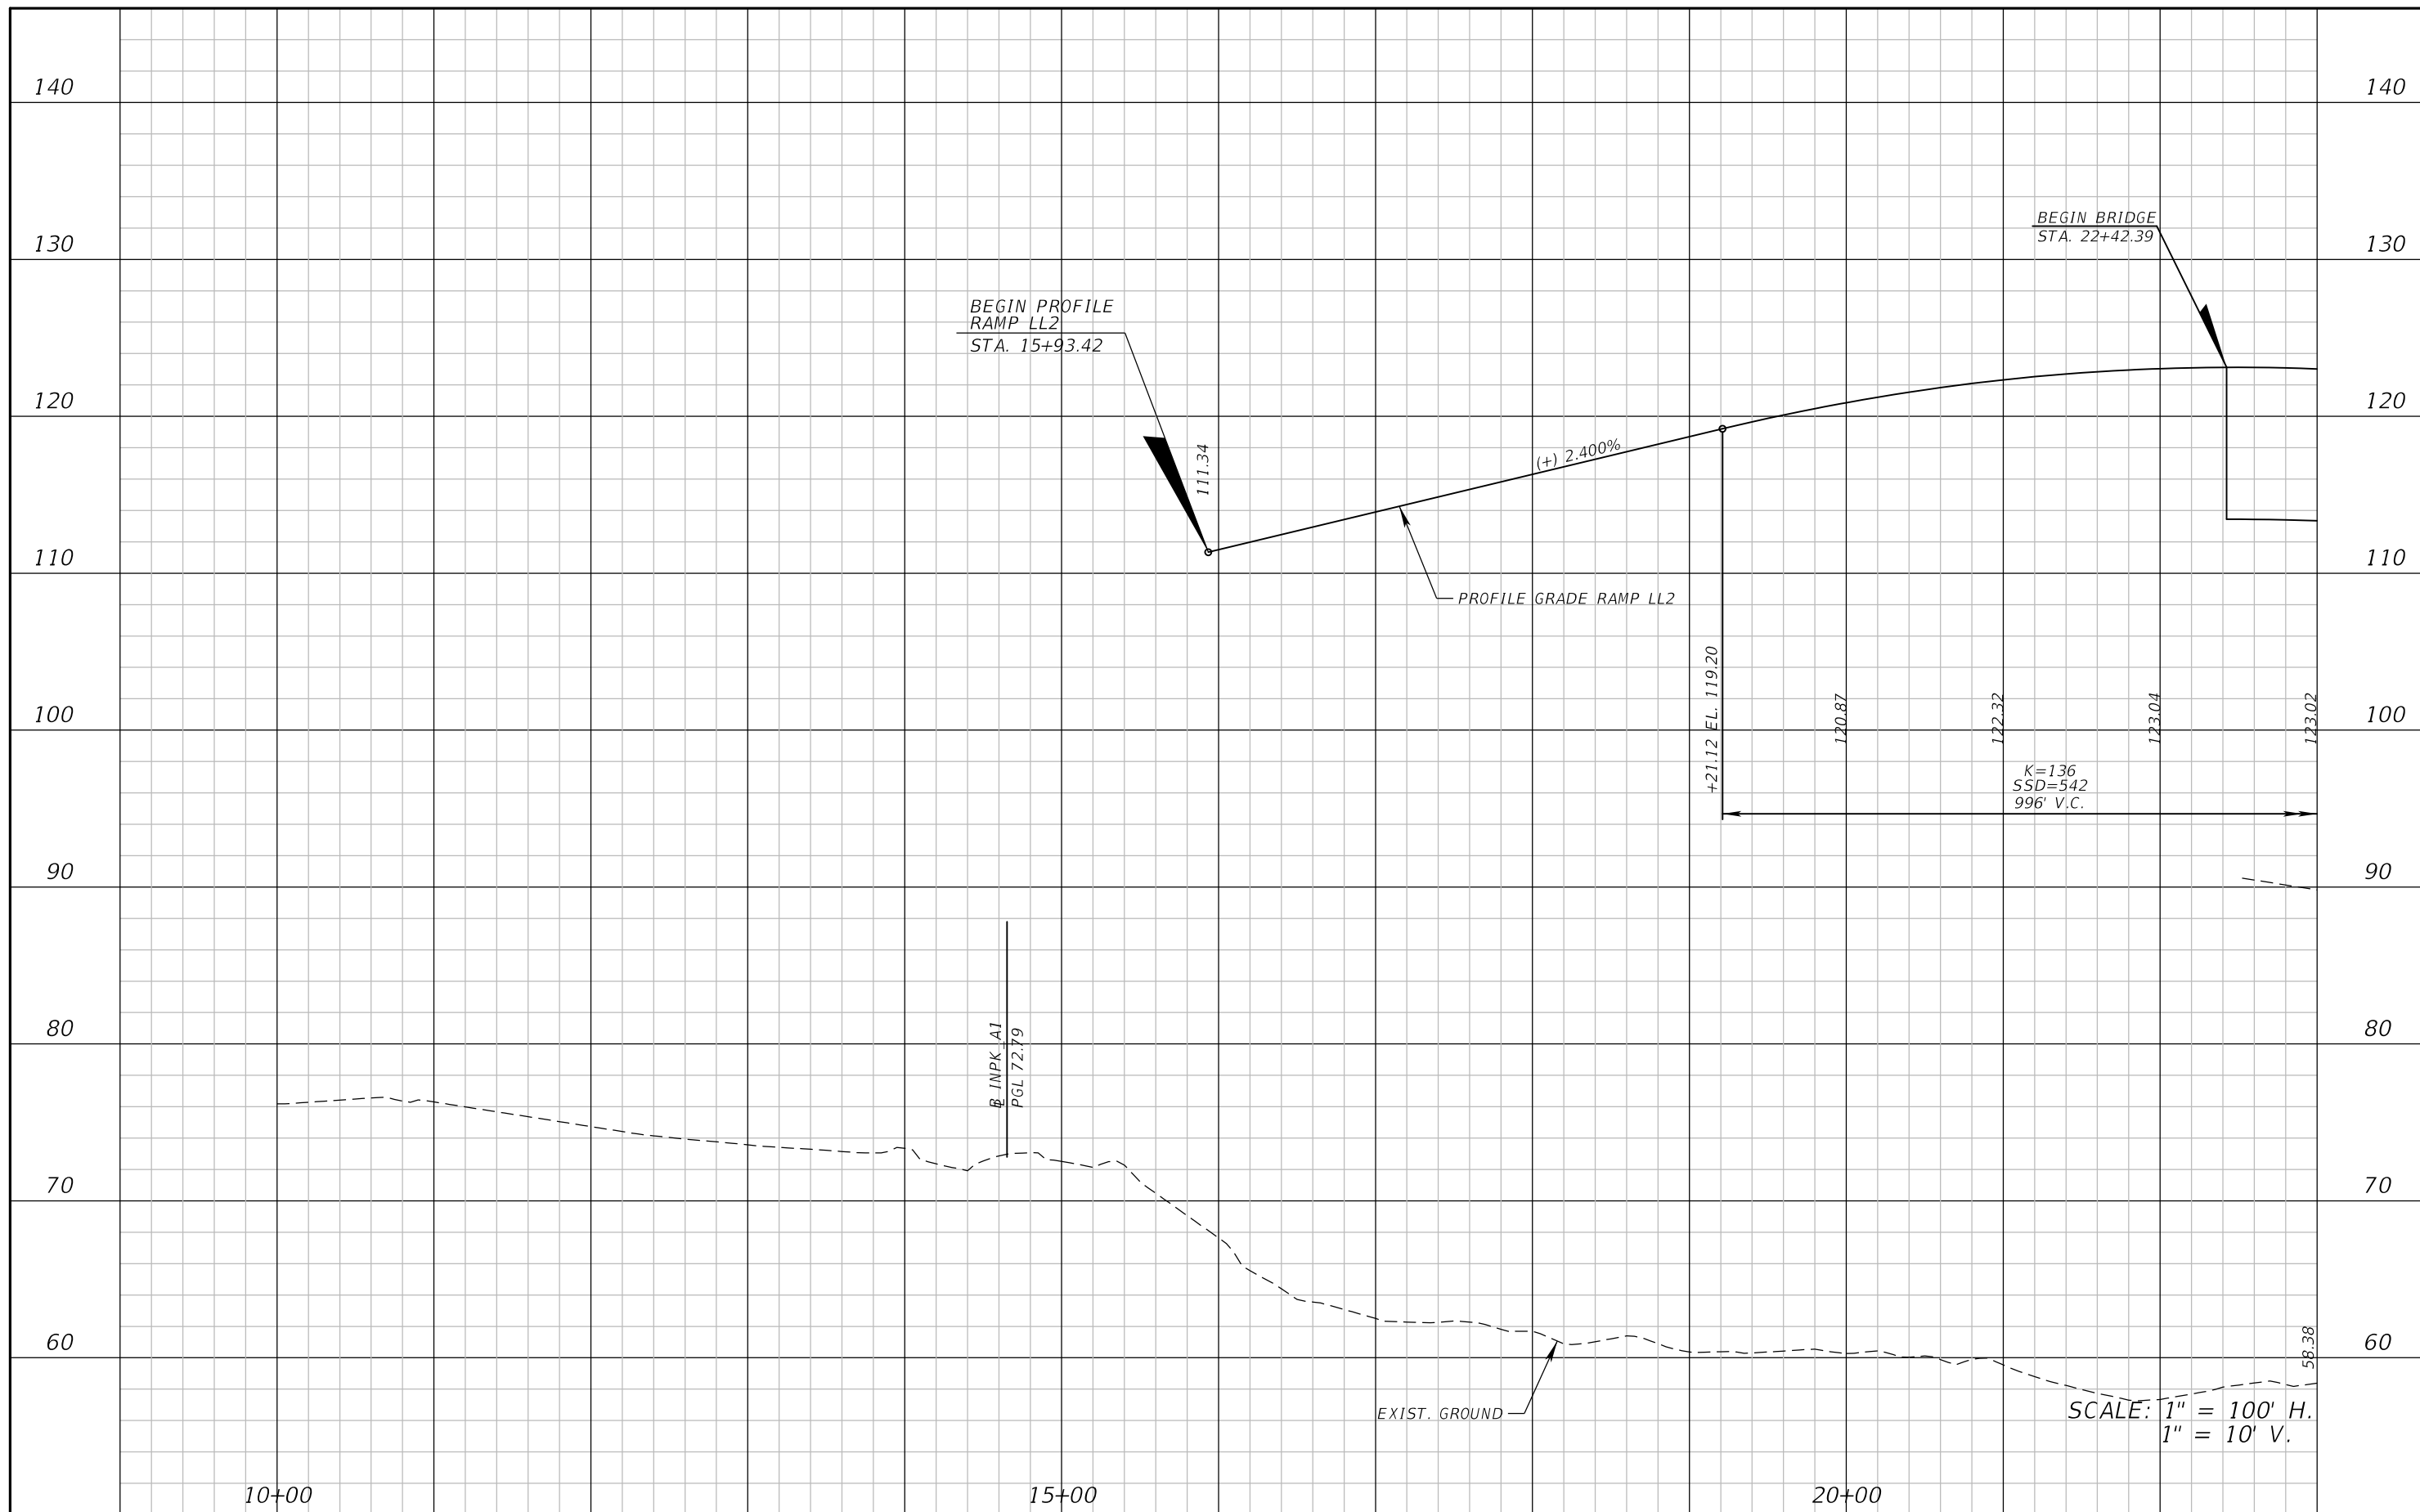 140
140
130
130
120
120
110
110
100
100
90
90
80
80
70
70
60
60
BEGIN BRIDGE
STA. 22+42.39
BEGIN PROFILE
RAMP LL2
STA. 15+93.42
111.34
(+) 2.400%
PROFILE GRADE RAMP LL2
+21.12 EL. 119.20
120.87
122.32
123.04
123.02
K=136
SSD=542
996' V.C.
℄ INPK_A1
PGL 72.79
EXIST. GROUND
58.38
SCALE: 1" = 100' H.
1" = 10' V.
10+00
15+00
20+00